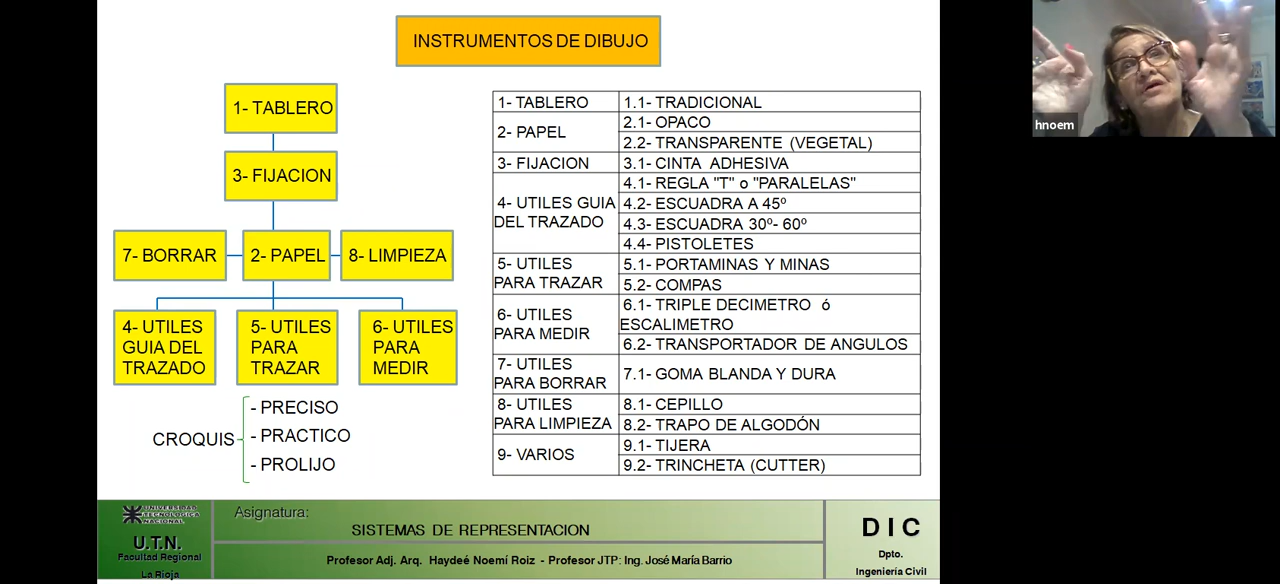 INSTRUMENTOS DE DIBUJO
1- TABLERO
3- FIJACION
7- BORRAR
2- PAPEL
8- LIMPIEZA
4- UTILES
GUIA DEL
TRAZADO
5- UTILES
PARA
TRAZAR
6- UTILES
PARA
MEDIR
CROQUIS
- PRECISO
- PRACTICO
- PROLIJO
1- TABLERO
1.1- TRADICIONAL
2- PAPEL
2.1- OPACO
2.2- TRANSPARENTE (VEGETAL)
3- FIJACION
3.1- CINTA ADHESIVA
4- UTILES GUIA
DEL TRAZADO
4.1- REGLA "T" o "PARALELAS"
4.2- ESCUADRA A 45º
4.3- ESCUADRA 30º- 60º
4.4- PISTOLETES
5- UTILES
PARA TRAZAR
5.1- PORTAMINAS Y MINAS
5.2- COMPAS
6- UTILES
PARA MEDIR
6.1- TRIPLE DECIMETRO ó
ESCALIMETRO
6.2- TRANSPORTADOR DE ANGULOS
7- UTILES
PARA BORRAR
7.1- GOMA BLANDA Y DURA
8- UTILES
PARA LIMPIEZA
8.1- CEPILLO
8.2- TRAPO DE ALGODÓN
9- VARIOS
9.1- TIJERA
9.2- TRINCHETA (CUTTER)
hnoem
UNIVERSIDAD
TECNOLOGICA
NACIONAL
U.T.N.
Facultad Regional
La Rioja
Asignatura:
SISTEMAS DE REPRESENTACION
Profesor Adj. Arq. Haydeé Noemí Roiz - Profesor JTP: Ing. José María Barrio
D I C
Dpto.
Ingeniería Civil